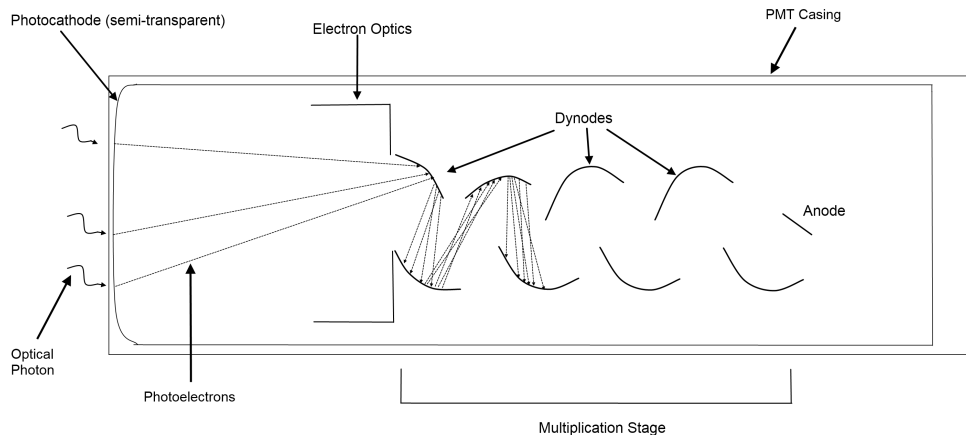 Photocathode (semi-transparent)
Electron Optics
PMT Casing
Dynodes
Anode
Optical
Photon
Photoelectrons
Multiplication Stage